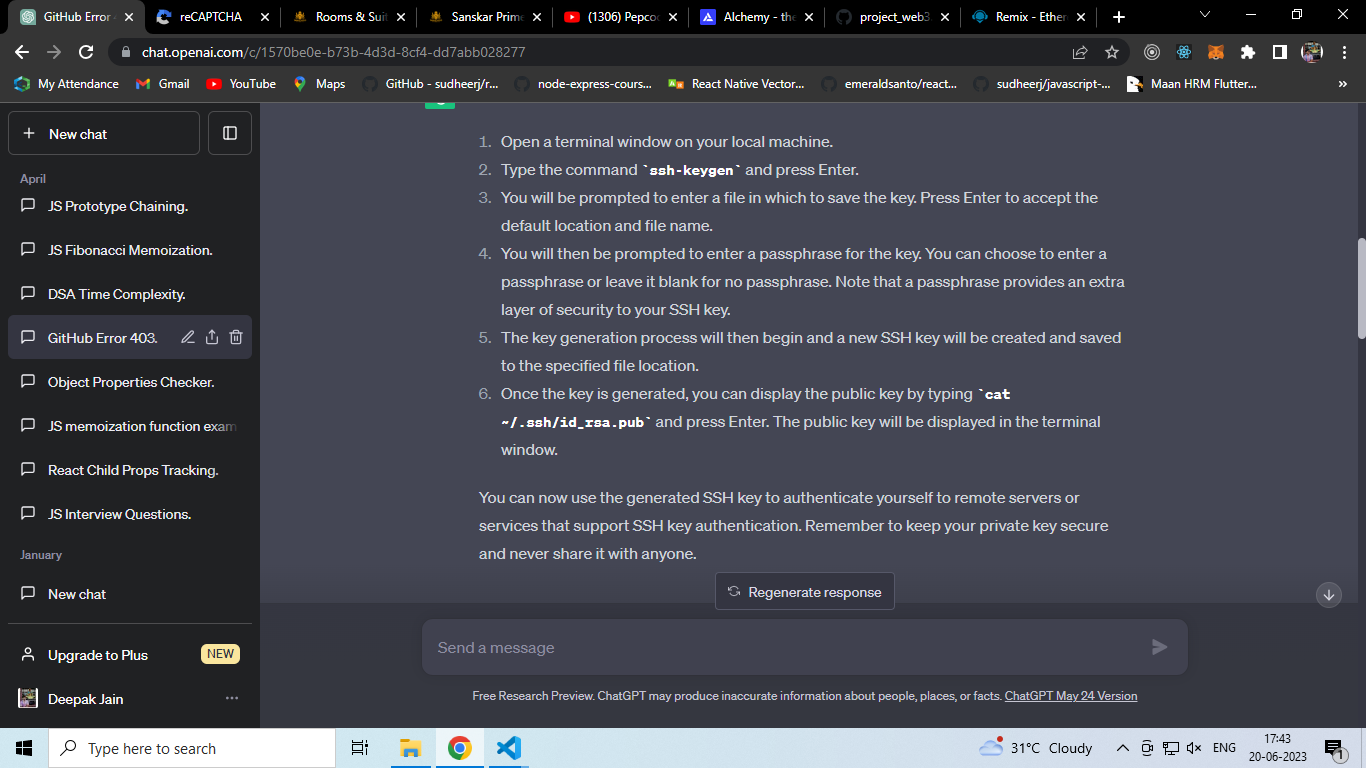 GitHub Error
reCAPTCHA
Rooms & Sui
Sanskar Prim
(1306) Pepco
Alchemy - the
project_web3
Remix - Ether
chat.openai.com/c/1570be0e-b73b-4d3d-8cf4-dd7abb028277
My Attendance
Gmail
YouTube
Maps
GitHub - sudheerj/r...
node-express-cours...
React Native Vector...
emeraldsanto/react...
sudheerj/javascript-...
Maan HRM Flutter...
»
+ New chat
April
JS Prototype Chaining.
JS Fibonacci Memoization.
DSA Time Complexity.
GitHub Error 403.
Object Properties Checker.
JS memoization function exam
React Child Props Tracking.
JS Interview Questions.
January
New chat
Upgrade to Plus
NEW
Deepak Jain
1. Open a terminal window on your local machine.
2. Type the command `ssh-keygen` and press Enter.
3. You will be prompted to enter a file in which to save the key. Press Enter to accept the
default location and file name.
4. You will then be prompted to enter a passphrase for the key. You can choose to enter a
passphrase or leave it blank for no passphrase. Note that a passphrase provides an extra
layer of security to your SSH key.
5. The key generation process will then begin and a new SSH key will be created and saved
to the specified file location.
6. Once the key is generated, you can display the public key by typing `cat
~/.ssh/id_rsa.pub` and press Enter. The public key will be displayed in the terminal
window.
You can now use the generated SSH key to authenticate yourself to remote servers or
services that support SSH key authentication. Remember to keep your private key secure
and never share it with anyone.
Regenerate response
Send a message
Free Research Preview. ChatGPT may produce inaccurate information about people, places, or facts. ChatGPT May 24 Version
Type here to search
31°C Cloudy
ENG
17:43
20-06-2023
1